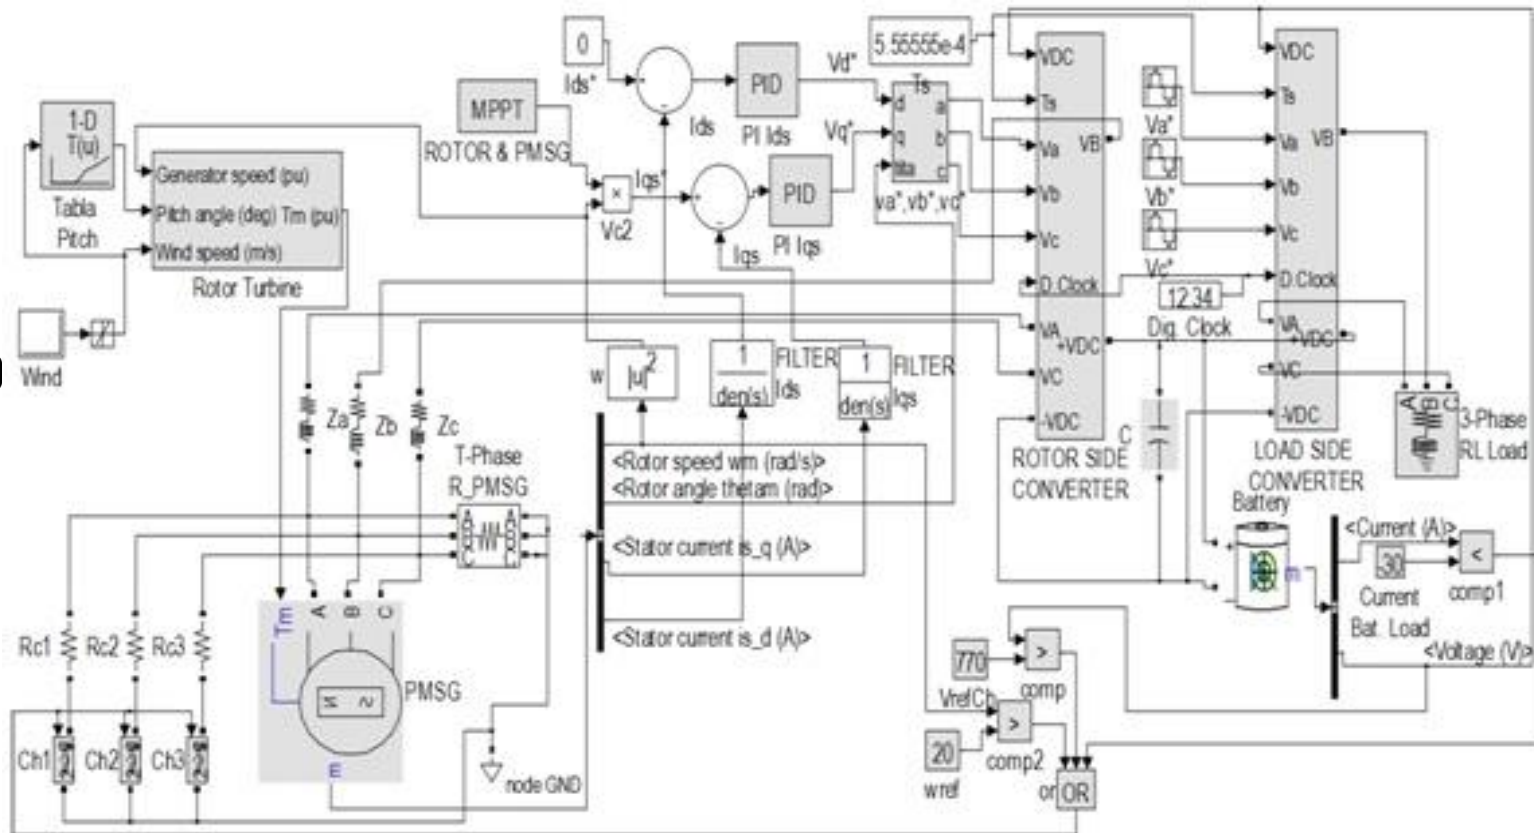 0
Ids*
5.55555e-4
Vd*
PID
PI Ids
Ids
MPPT
ROTOR & PMSG
Iqs*
×
Vc2
Vq*
PID
PI Iqs
Iqs
Ts
d
q
tita
a
b
c
va*,vb*,vc*
VDC
Ts
Va
Vb
Vc
D.Clock
VA
VC
-VDC
VB
+VDC
ROTOR SIDE
CONVERTER
Va*
Vb*
Vc*
12.34
Dig. Clock
C
VDC
Ts
Va
Vb
Vc
D.Clock
VA
VC
-VDC
VB
+VDC
LOAD SIDE
CONVERTER
A
B
C
3-Phase
RL Load
1-D
T(u)
Tabla
Pitch
Generator speed (pu)
Pitch angle (deg) Tm (pu)
Wind speed (m/s)
Rotor Turbine
Wind
Za
Zb
Zc
T-Phase
R_PMSG
A
B
C
A
B
C
w
|u|2
1
den(s)
FILTER
Ids
1
den(s)
FILTER
Iqs
<Rotor speed wm (rad/s)>
<Rotor angle thetam (rad)>
<Stator current is_q (A)>
<Stator current is_d (A)>
Battery
+
-
m
<Current (A)>
<
comp1
Current
Bat. Load
<Voltage (V)>
Rc1
Rc2
Rc3
Ch1
Ch2
Ch3
Tm
A
B
C
PMSG
m
node GND
770
VrefCh
>
comp
20
wref
>
comp2
or
OR